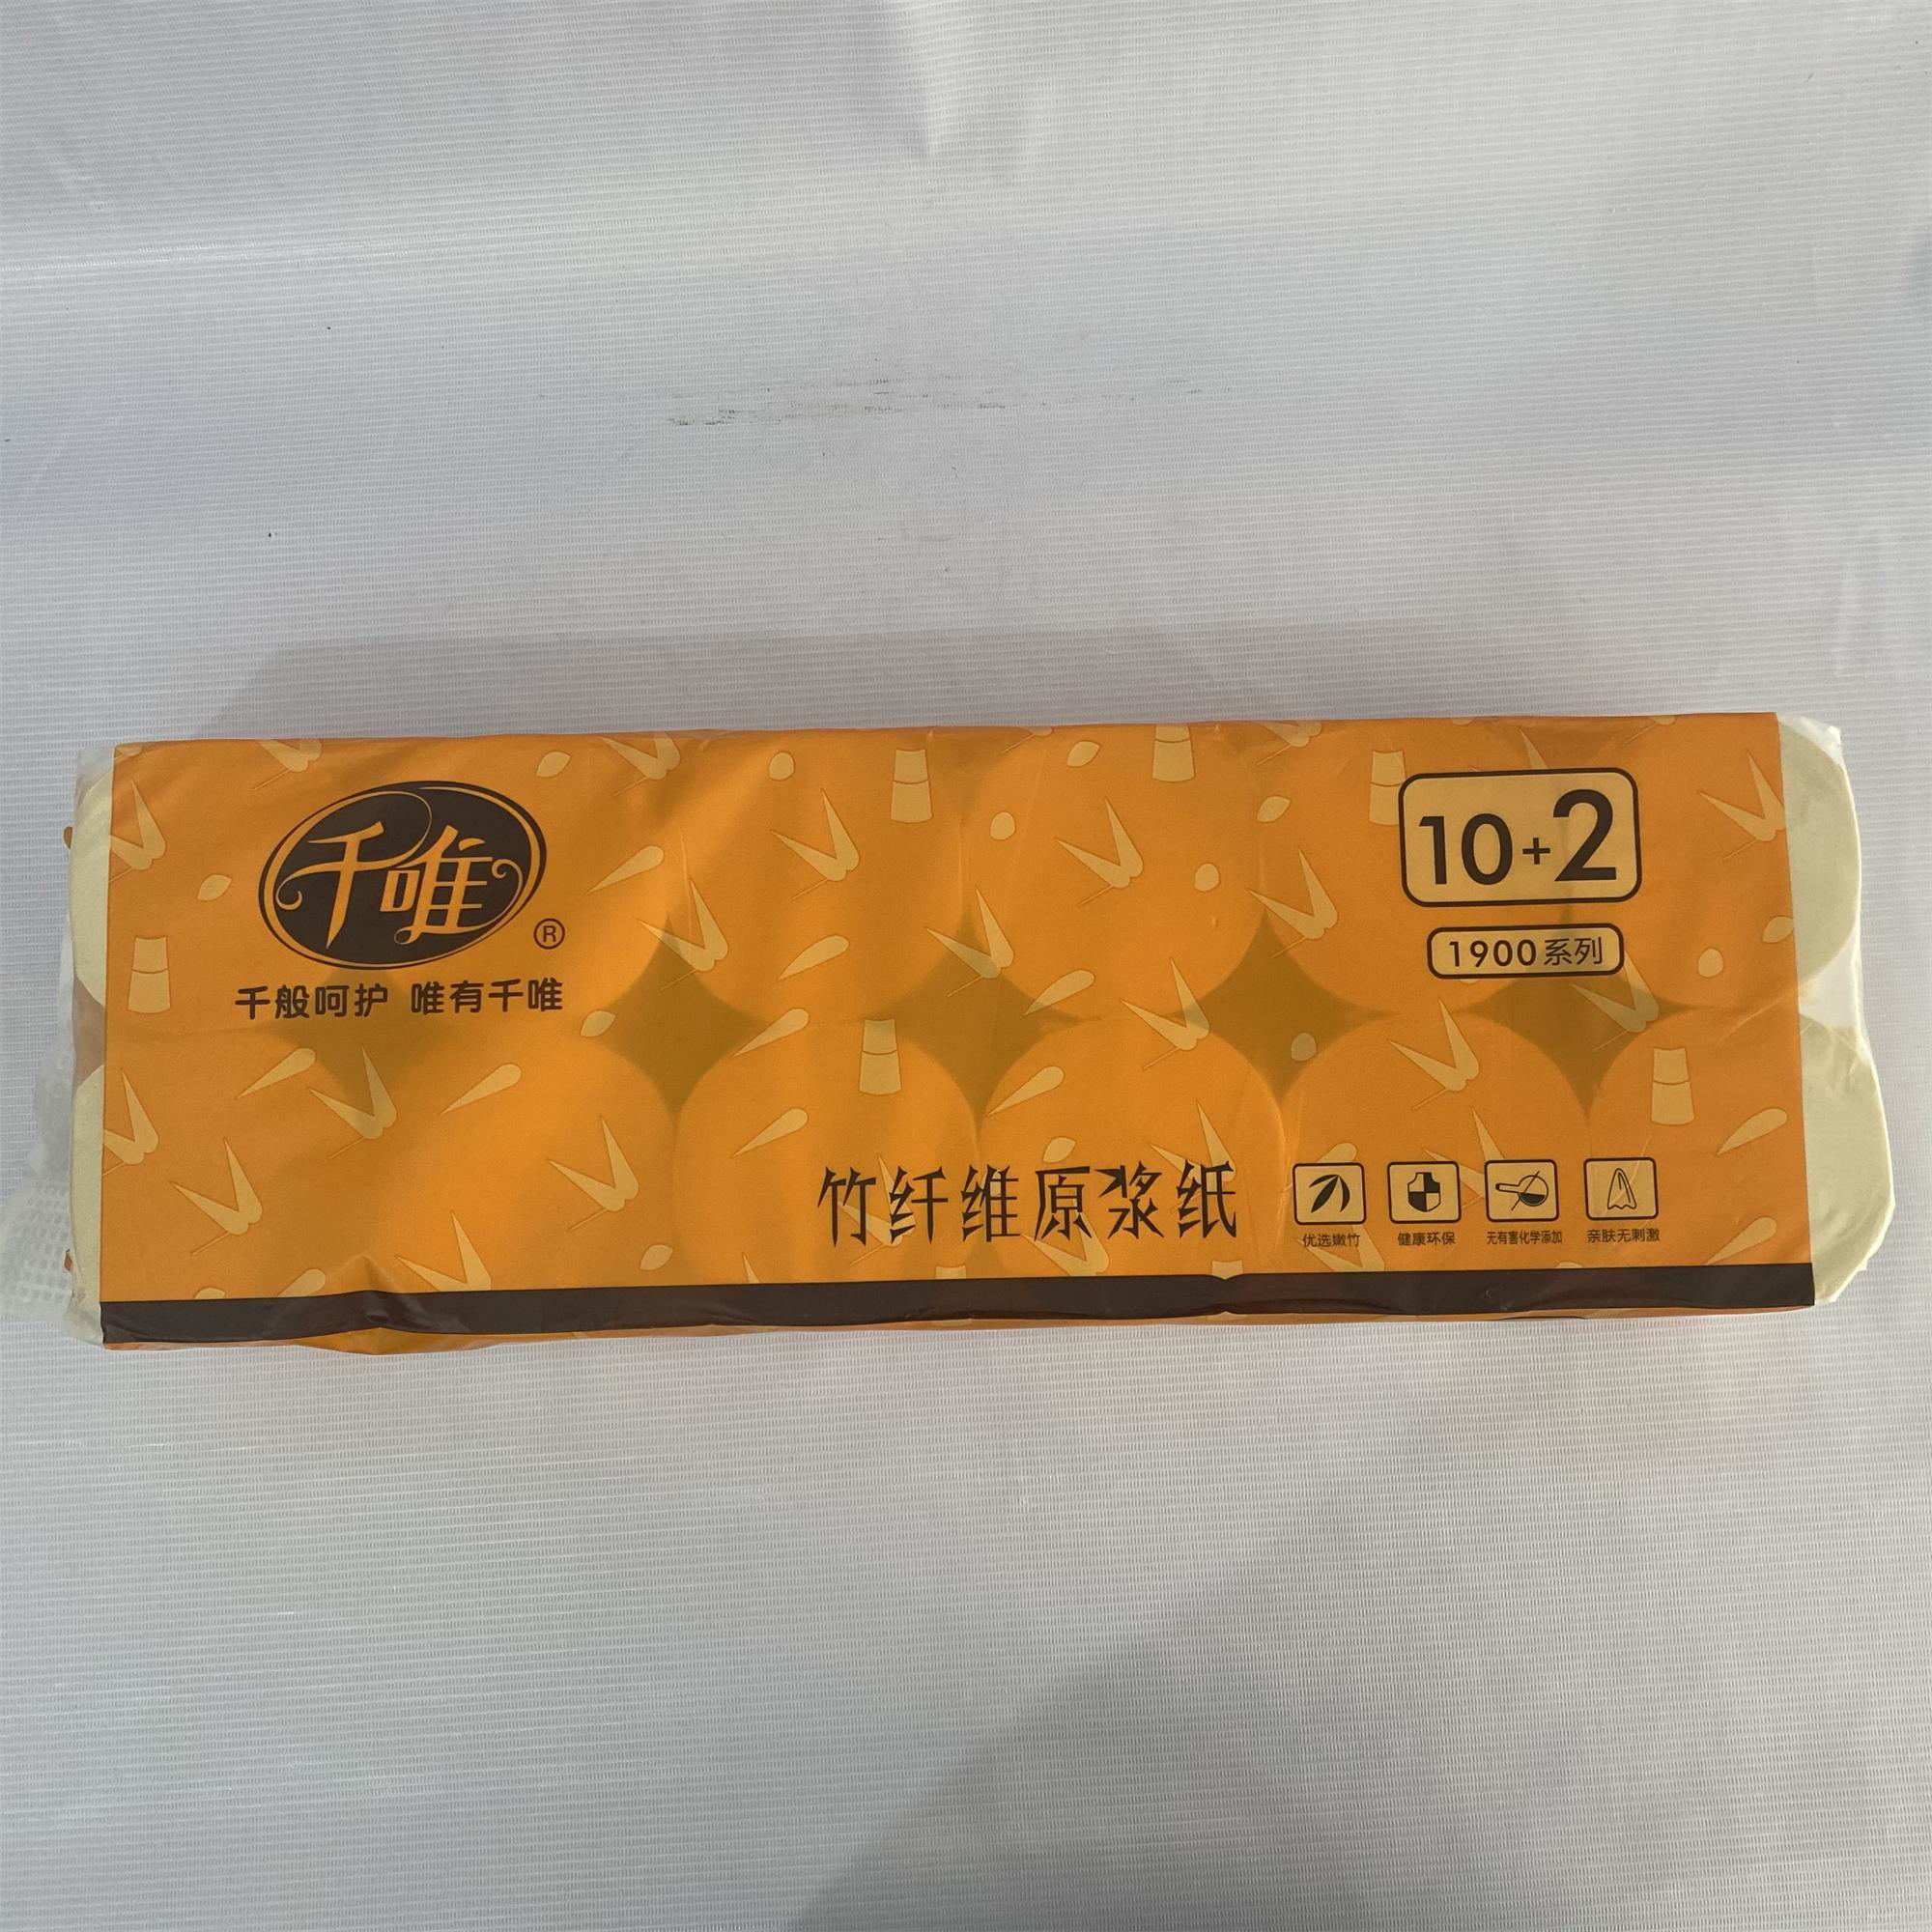 千唯
®
千般呵护 唯有千唯
10+2
1900系列
竹纤维原浆纸
优选嫩竹
健康环保
无有害化学添加
亲肤无刺激